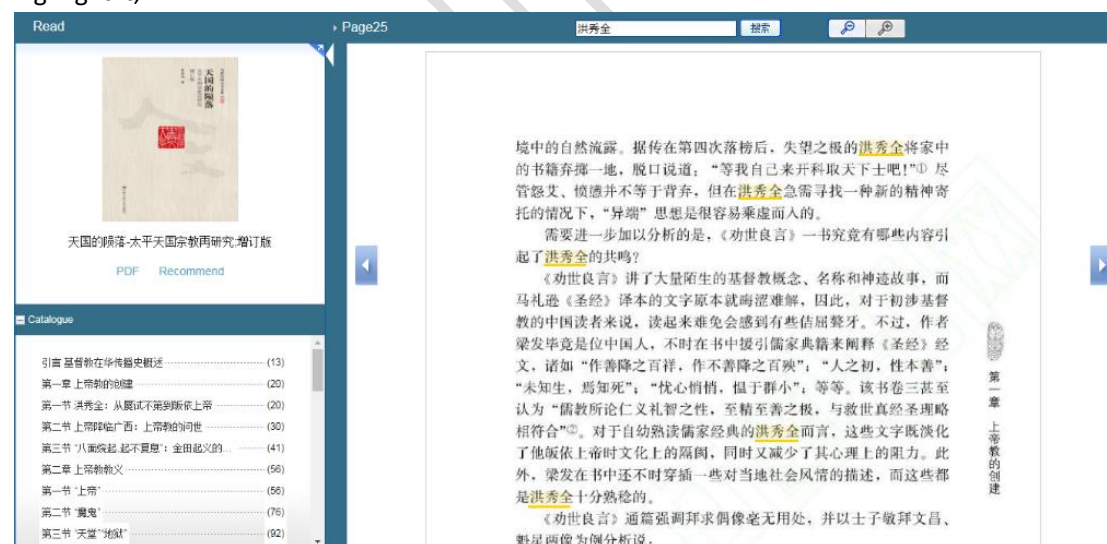 Read
Page25
洪秀全
搜索
天国的陨落
天国的陨落-太平天国宗教再研究:增订版
PDF Recommend
Catalogue
引言 基督教在华传播史概述 (13)
第一章 上帝教的创建 (20)
第一节 洪秀全：从屡试不第到皈依上帝 (20)
第二节 上帝降临广西：上帝教的问世 (30)
第三节 “八面煞起,起不复息”：金田起义的... (41)
第二章 上帝教教义 (56)
第一节 “上帝” (56)
第二节 “魔鬼” (76)
第三节 “天堂”“地狱” (92)
境中的自然流露。据传在第四次落榜后，失望之极的洪秀全将家中
的书籍弃掷一地，脱口说道：“等我自己来开科取天下士吧！”① 尽
管怨艾、愤懑并不等于背弃，但在洪秀全急需寻找一种新的精神寄
托的情况下，“异端”思想是很容易乘虚而入的。
需要进一步加以分析的是，《劝世良言》一书究竟有哪些内容引
起了洪秀全的共鸣？
《劝世良言》讲了大量陌生的基督教概念、名称和神迹故事，而
马礼逊《圣经》译本的文字原本就晦涩难解，因此，对于初涉基督
教的中国读者来说，读起来难免会感到有些佶屈聱牙。不过，作者
梁发毕竟是位中国人，不时在书中援引儒家典籍来阐释《圣经》经
文，诸如“作善降之百祥，作不善降之百殃”；“人之初，性本善”；
“未知生，焉知死”；“忧心悄悄，愠于群小”；等等。该书卷三甚至
认为“儒教所论仁义礼智之性，至精至善之极，与救世真经圣理略
相符合”②。对于自幼熟读儒家经典的洪秀全而言，这些文字既淡化
了他皈依上帝时文化上的隔阂，同时又减少了其心理上的阻力。此
外，梁发在书中还不时穿插一些对当地社会风情的描述，而这些都
是洪秀全十分熟稔的。
《劝世良言》通篇强调拜求偶像毫无用处，并以士子敬拜文昌、
魁星两像为例分析说：
第一章 上帝教的创建